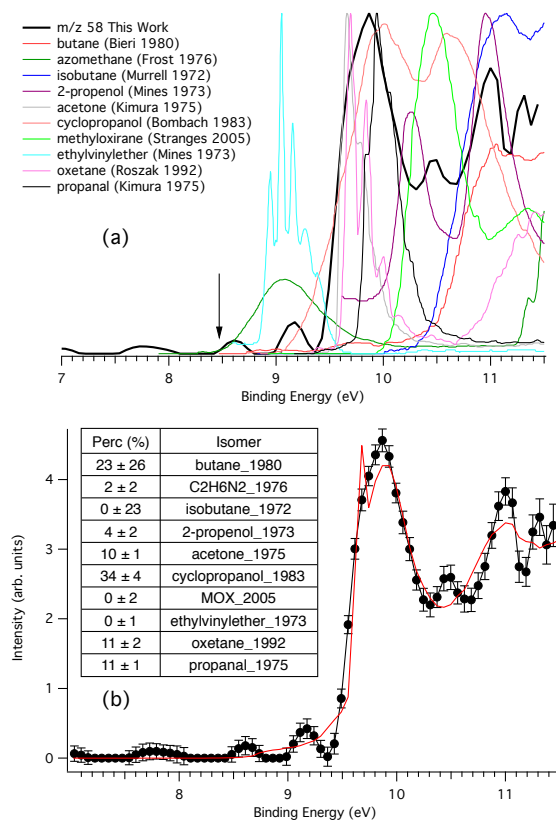 m/z 58 This Work
butane (Bieri 1980)
azomethane (Frost 1976)
isobutane (Murrell 1972)
2-propenol (Mines 1973)
acetone (Kimura 1975)
cyclopropanol (Bombach 1983)
methyloxirane (Stranges 2005)
ethylvinylether (Mines 1973)
oxetane (Roszak 1992)
propanal (Kimura 1975)
(a)
7 8 9 10 11
Binding Energy (eV)
Perc (%) Isomer
23 ± 26 butane_1980
2 ± 2 C2H6N2_1976
0 ± 23 isobutane_1972
4 ± 2 2-propenol_1973
10 ± 1 acetone_1975
34 ± 4 cyclopropanol_1983
0 ± 2 MOX_2005
0 ± 1 ethylvinylether_1973
11 ± 2 oxetane_1992
11 ± 1 propanal_1975
(b)
Intensity (arb. units)
4
3
2
1
0
8 9 10 11
Binding Energy (eV)